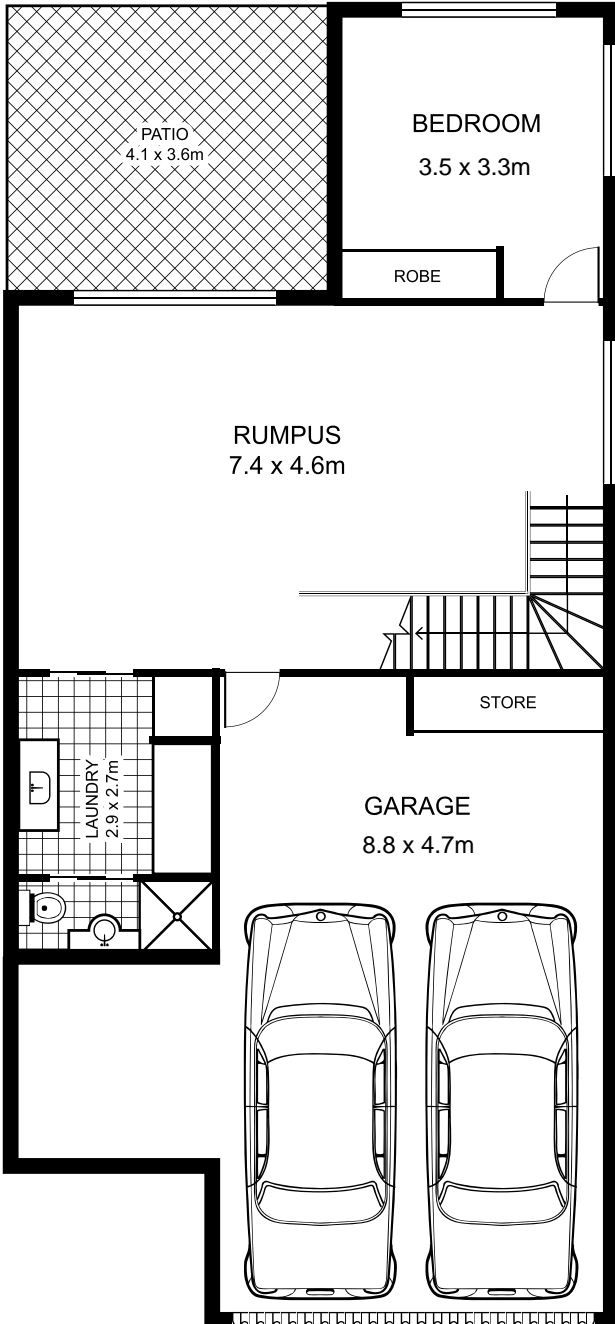 PATIO
4.1 x 3.6m
BEDROOM
3.5 x 3.3m
ROBE
RUMPUS
7.4 x 4.6m
STORE
LAUNDRY
2.9 x 2.7m
GARAGE
8.8 x 4.7m